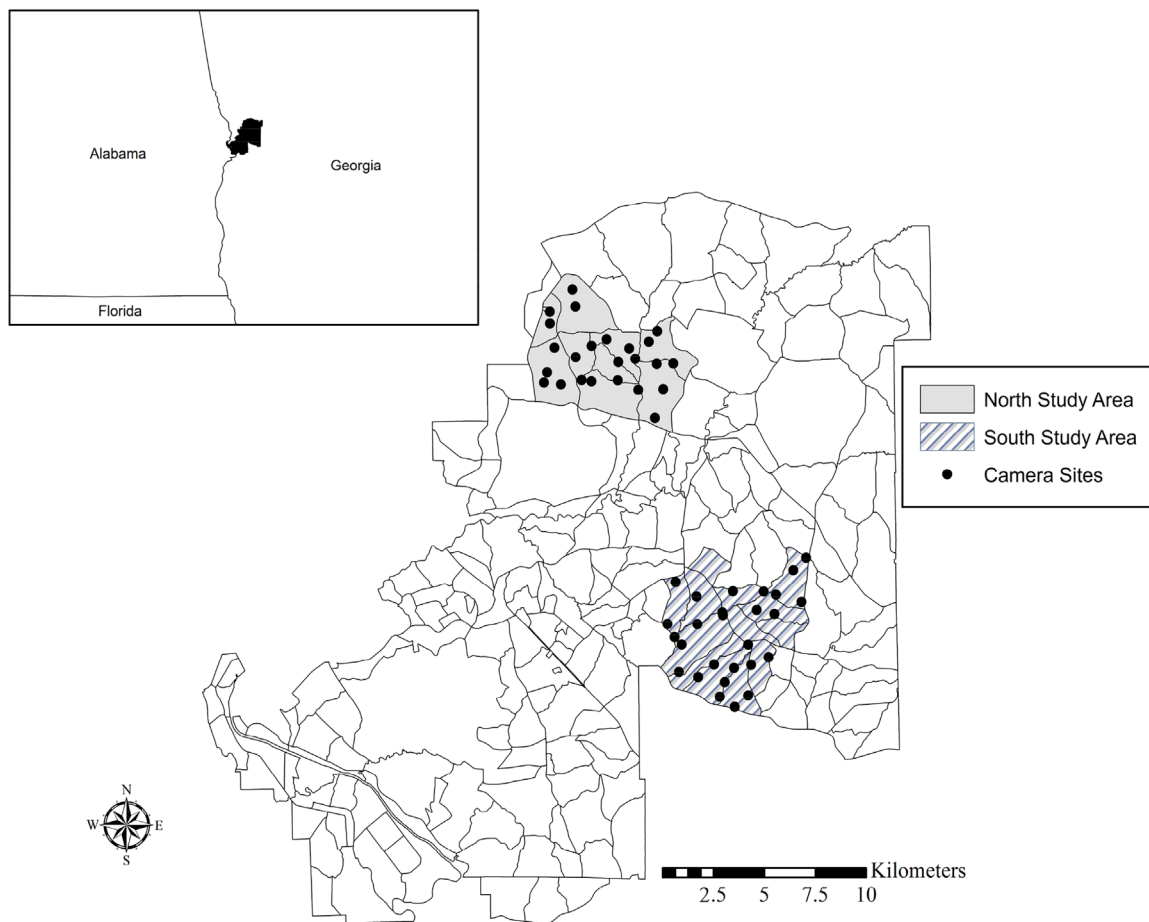 Alabama
Georgia
Florida
North Study Area
South Study Area
Camera Sites
N
W E
S
Kilometers
2.5 5 7.5 10